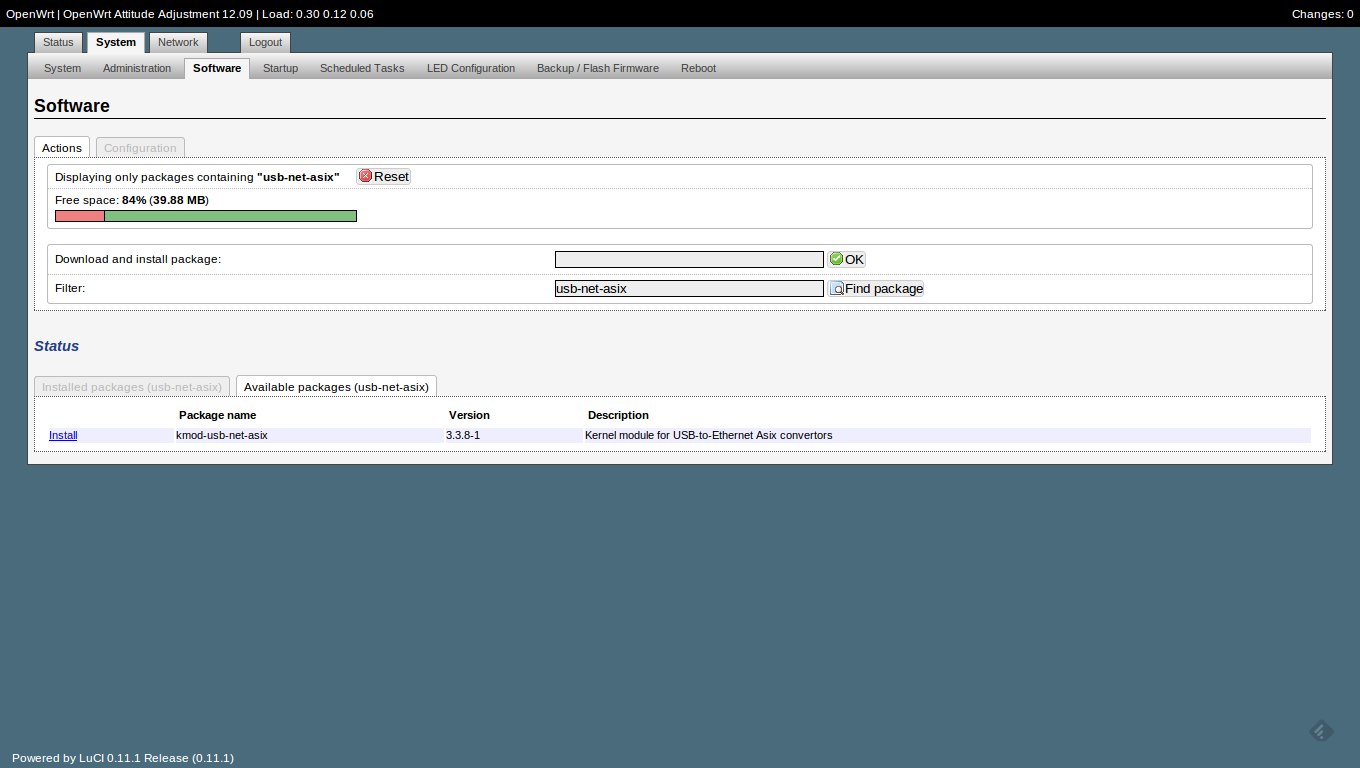 OpenWrt | OpenWrt Attitude Adjustment 12.09 | Load: 0.30 0.12 0.06 Changes: 0
Status System Network Logout
System Administration Software Startup Scheduled Tasks LED Configuration Backup / Flash Firmware Reboot
Software
Actions Configuration
Displaying only packages containing "usb-net-asix" Reset
Free space: 84% (39.88 MB)
Download and install package: OK
Filter: usb-net-asix Find package
Status
Installed packages (usb-net-asix) Available packages (usb-net-asix)
Package name Version Description
Install kmod-usb-net-asix 3.3.8-1 Kernel module for USB-to-Ethernet Asix convertors
Powered by LuCI 0.11.1 Release (0.11.1)